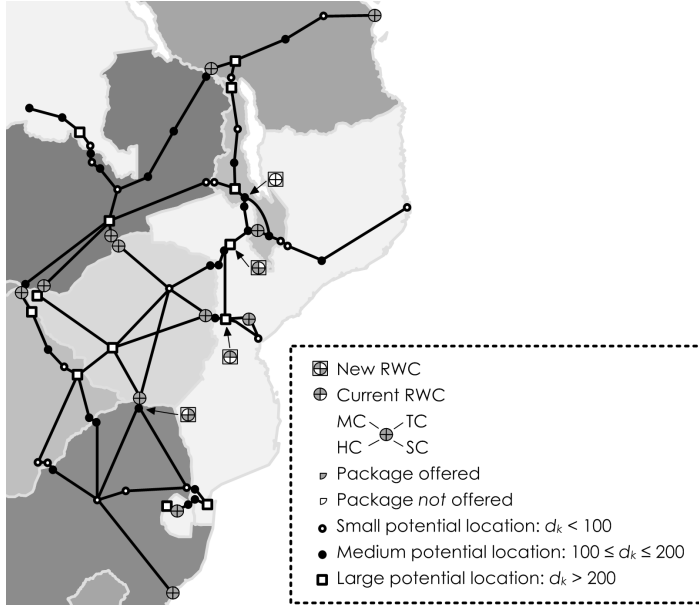 New RWC
Current RWC
MC TC
HC SC
Package offered
Package not offered
Small potential location: dₖ < 100
Medium potential location: 100 ≤ dₖ ≤ 200
Large potential location: dₖ > 200